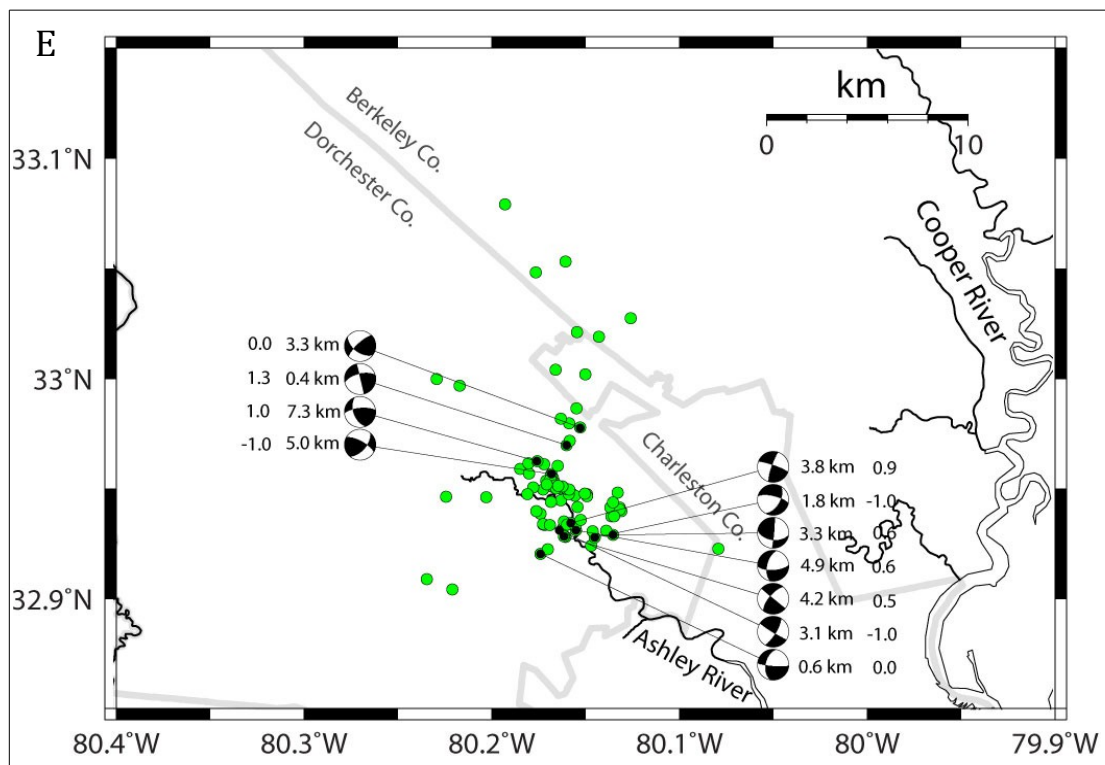 E
km
0 10
Berkeley Co.
Dorchester Co.
Cooper River
33.1°N
33°N
32.9°N
0.0 3.3 km
1.3 0.4 km
1.0 7.3 km
-1.0 5.0 km
Charleston Co.
3.8 km 0.9
1.8 km -1.0
3.3 km 0.6
4.9 km 0.6
4.2 km 0.5
3.1 km -1.0
0.6 km 0.0
Ashley River
80.4°W 80.3°W 80.2°W 80.1°W 80°W 79.9°W